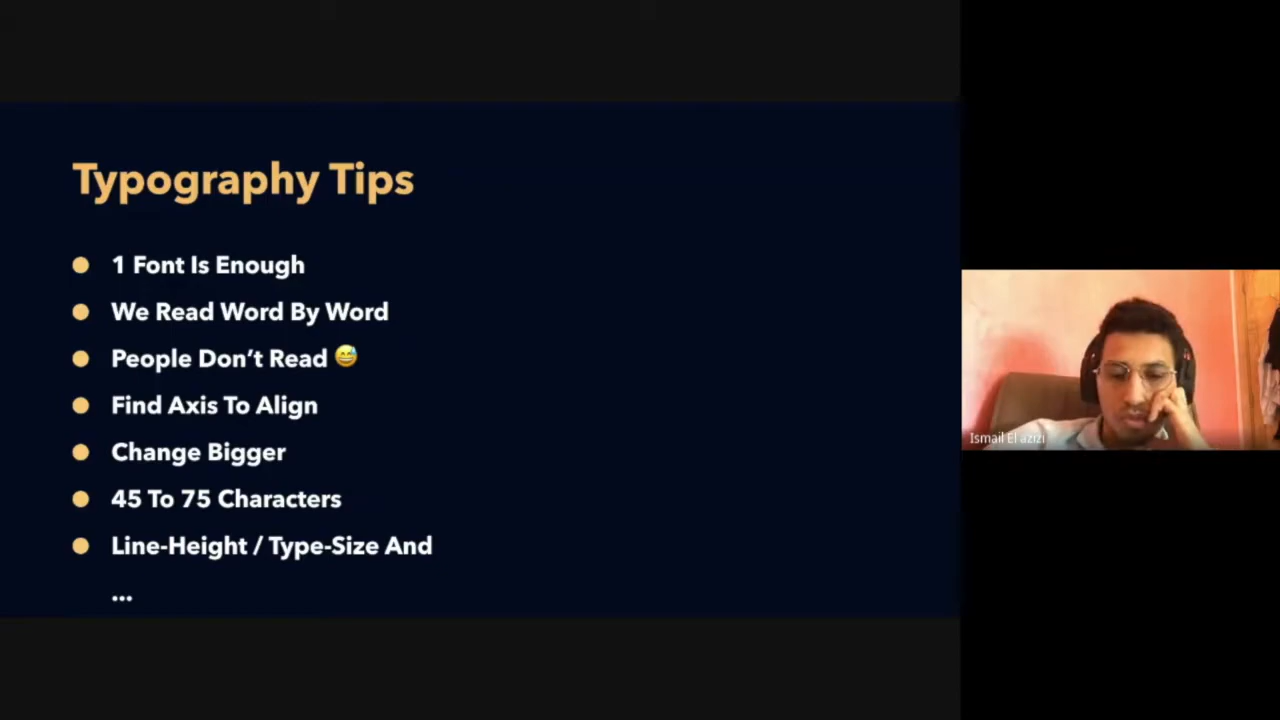 Typography Tips
1 Font Is Enough
We Read Word By Word
People Don’t Read 😅
Find Axis To Align
Change Bigger
45 To 75 Characters
Line-Height / Type-Size And
...
Ismail El azizi